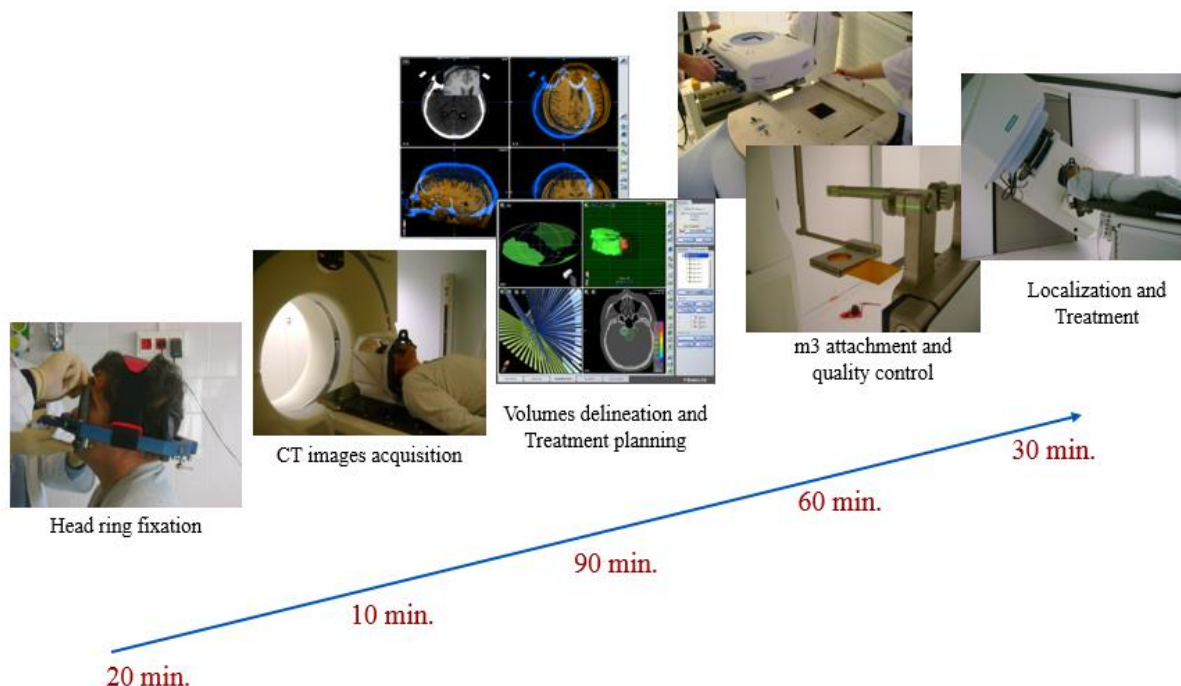 Head ring fixation
CT images acquisition
Volumes delineation and
Treatment planning
m3 attachment and
quality control
Localization and
Treatment
20 min.
10 min.
90 min.
60 min.
30 min.